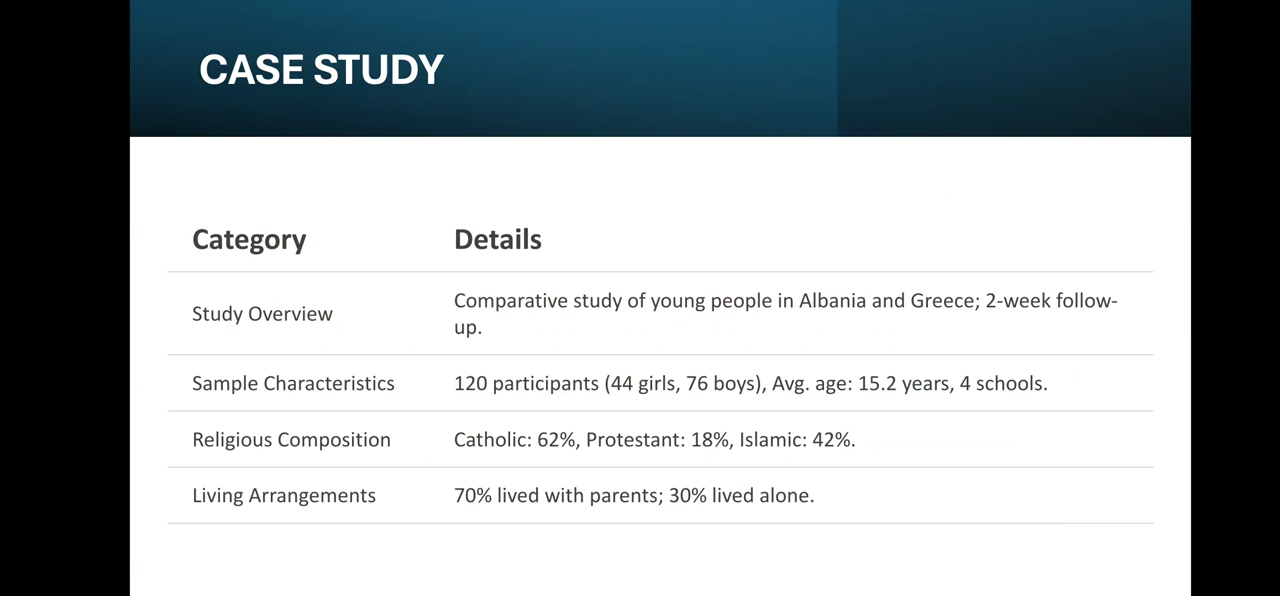 CASE STUDY
Category Details
Study Overview Comparative study of young people in Albania and Greece; 2-week follow-
up.
Sample Characteristics 120 participants (44 girls, 76 boys), Avg. age: 15.2 years, 4 schools.
Religious Composition Catholic: 62%, Protestant: 18%, Islamic: 42%.
Living Arrangements 70% lived with parents; 30% lived alone.